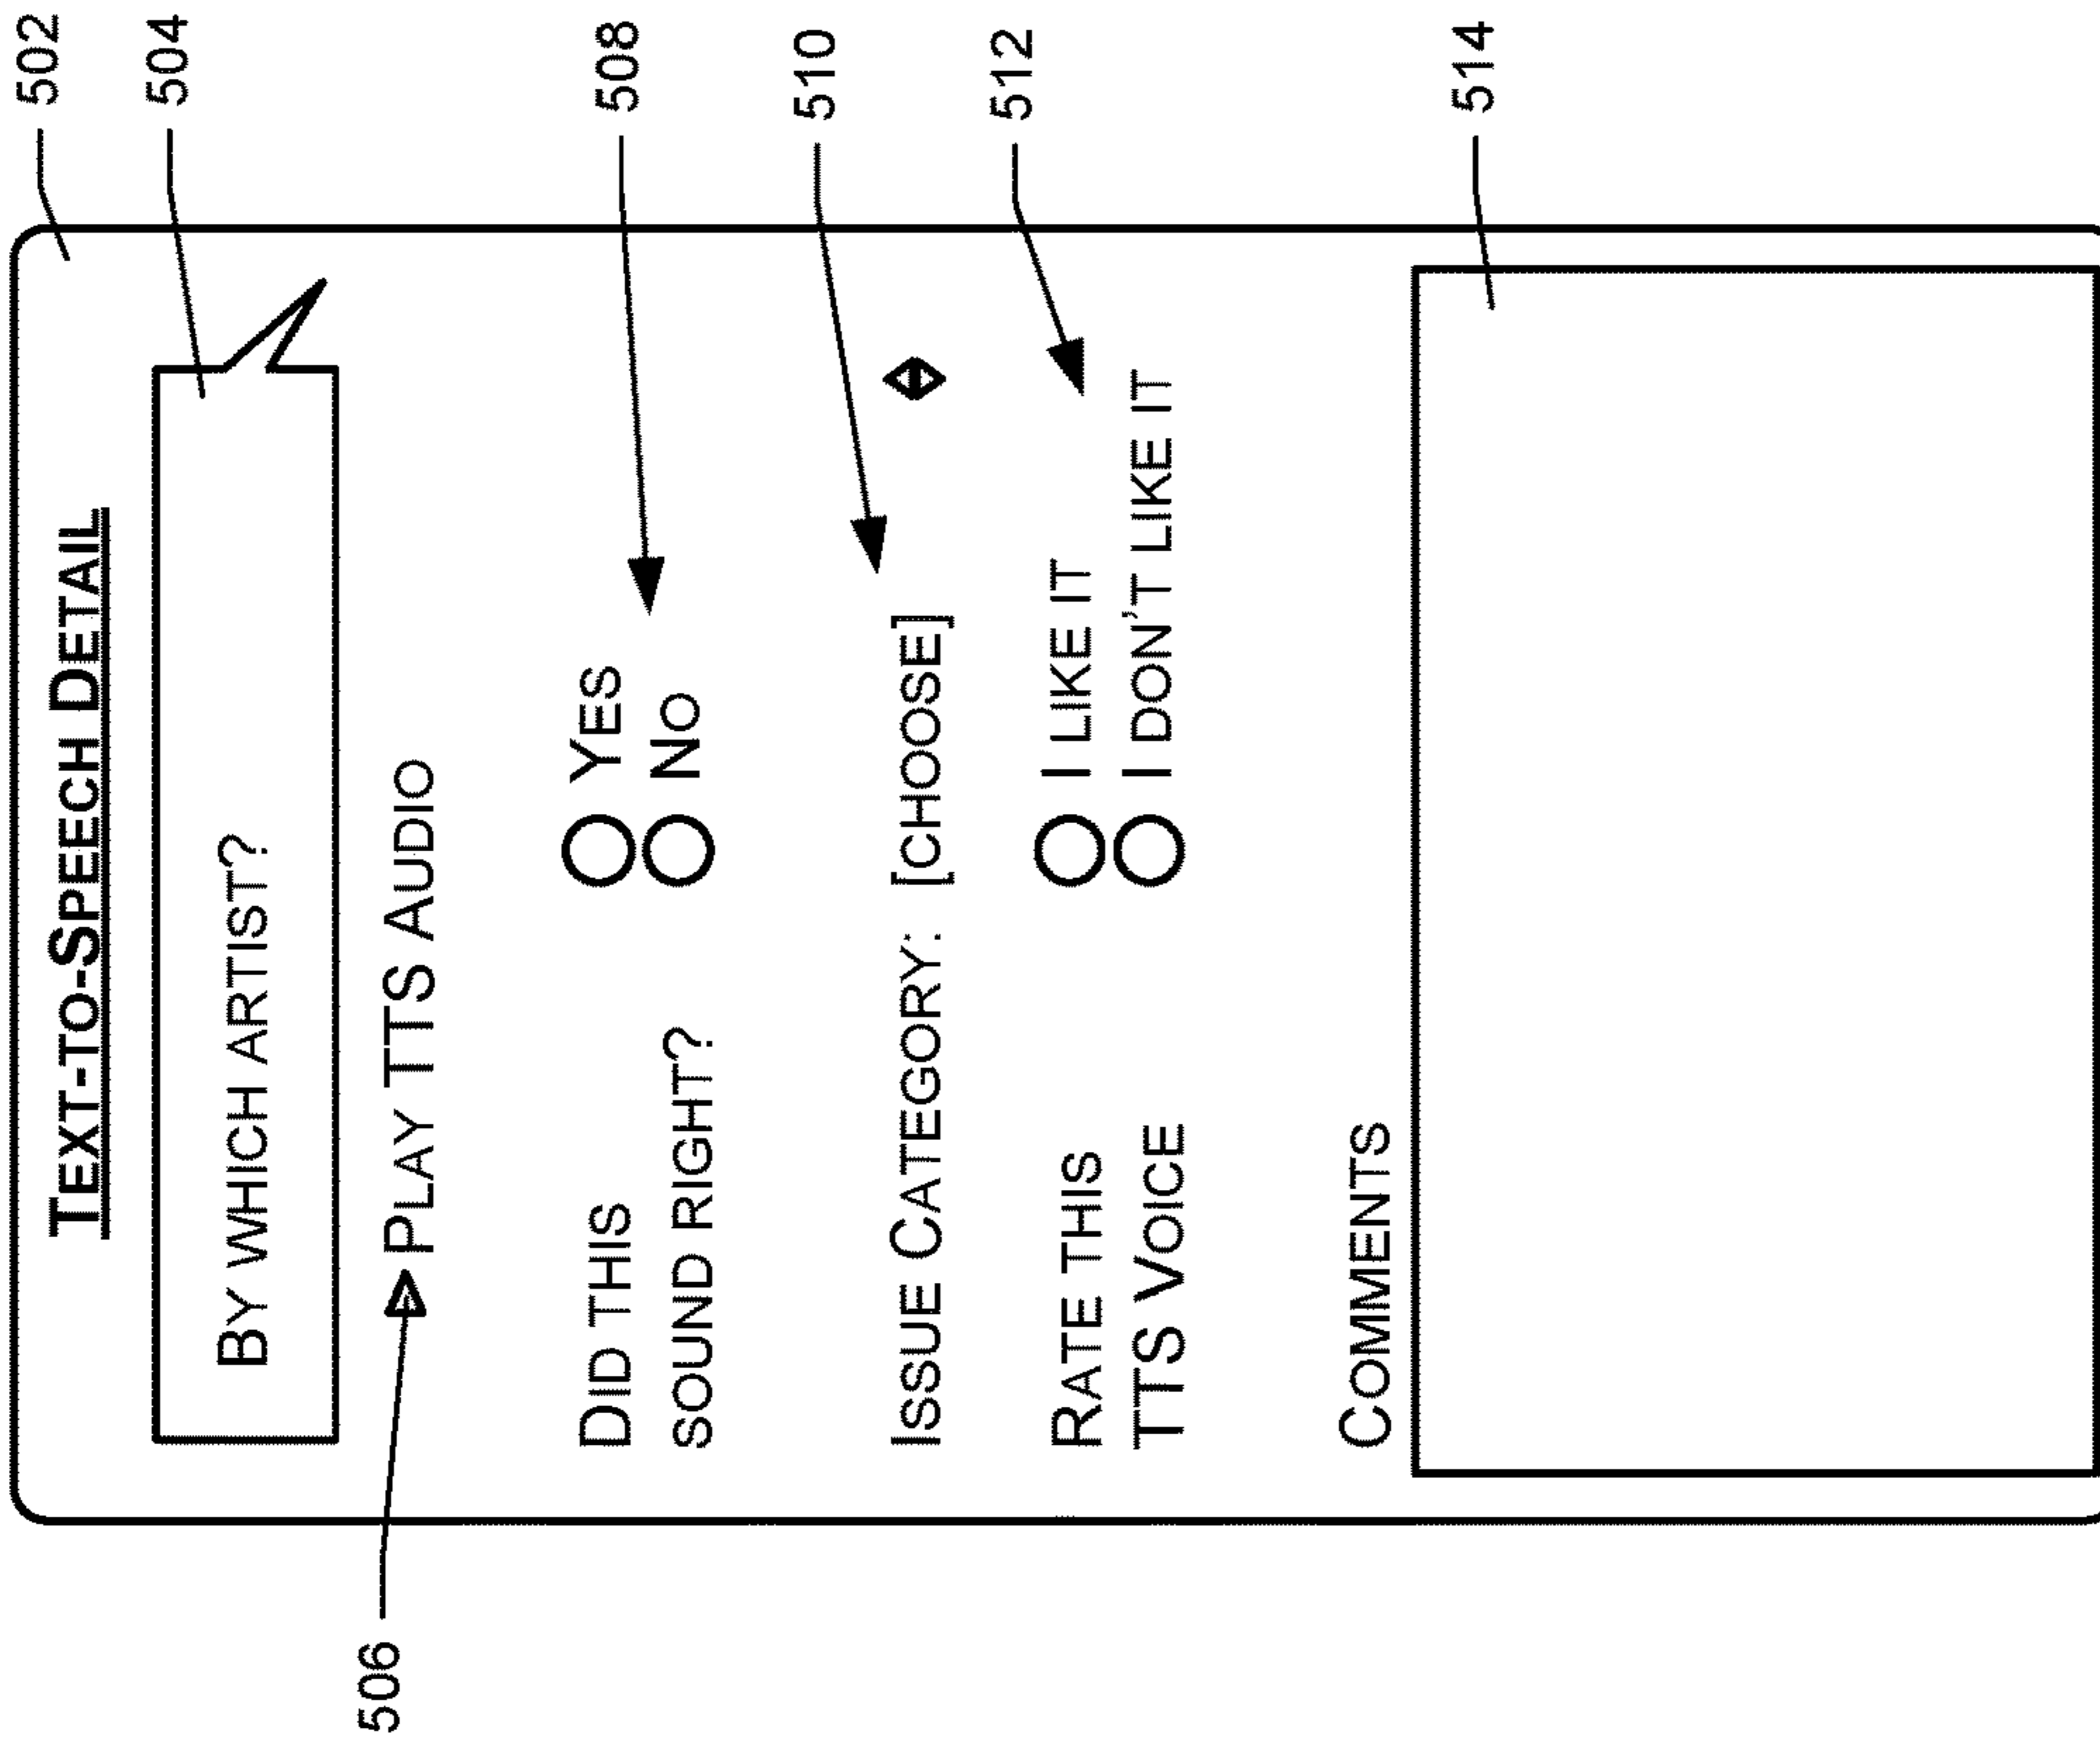 502
TEXT-TO-SPEECH DETAIL
504
BY WHICH ARTIST?
506
PLAY TTS AUDIO
508
DID THIS
SOUND RIGHT?
YES
NO
510
ISSUE CATEGORY: [CHOOSE]
512
RATE THIS
TTS VOICE
I LIKE IT
I DON'T LIKE IT
COMMENTS
514